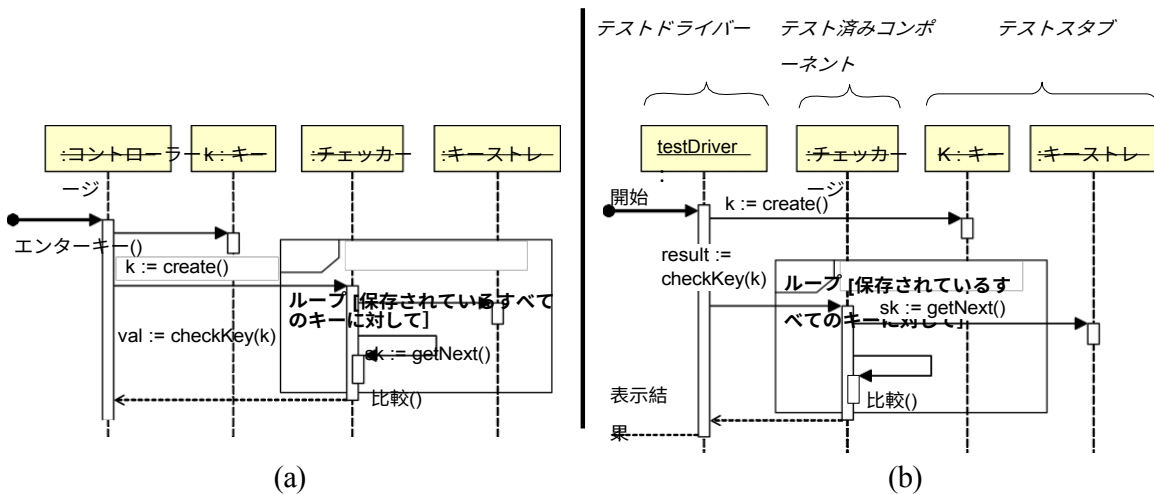 テストドライバー
テスト済みコンポ
ーネント
テストスタブ
:コントローラー
ージ
k : キー
:チェッカー
:キーストレ
エンターキー()
k := create()
ループ [保存されているすべて
のキーに対して]
val := checkKey(k)
sk := getNext()
比較()
(a)
testDriver
:
:チェッカー
ージ
K : キー
:キーストレ
開始
k := create()
result :=
checkKey(k)
ループ [保存されているす
べてのキーに対して]
sk := getNext()
比較()
表示結
果
(b)